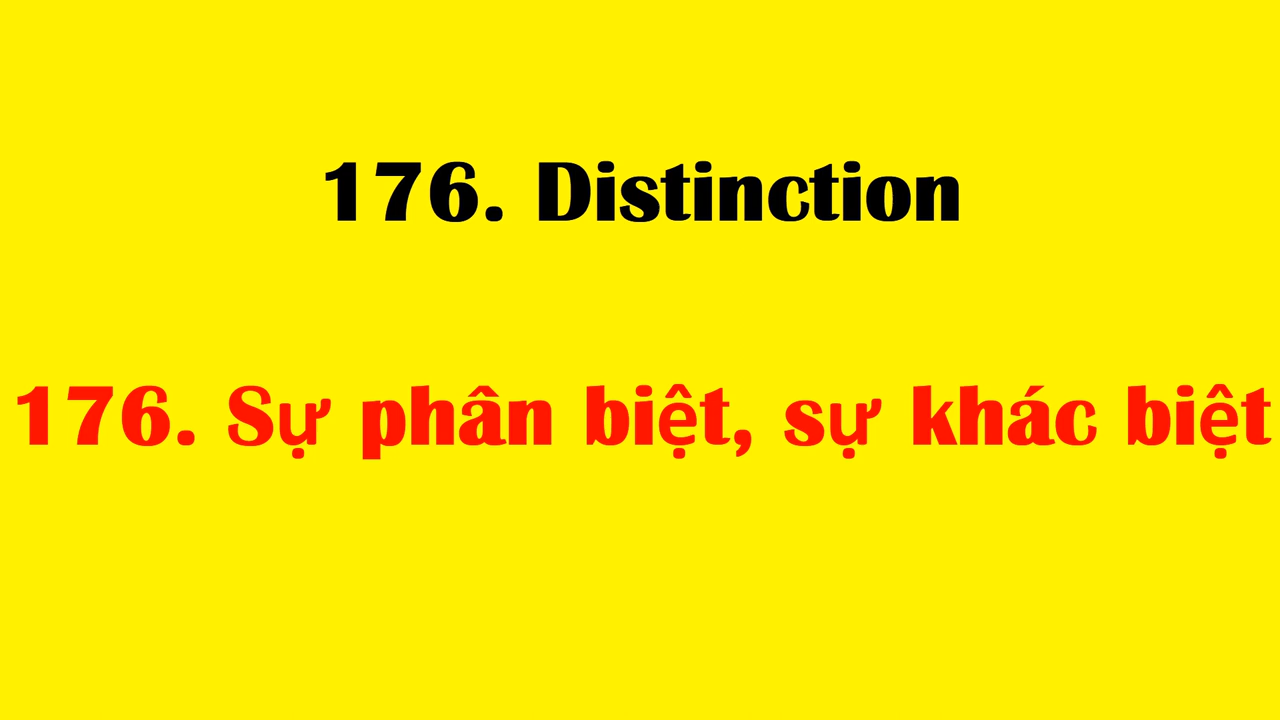 176. Distinction
176. Sự phân biệt, sự khác biệt